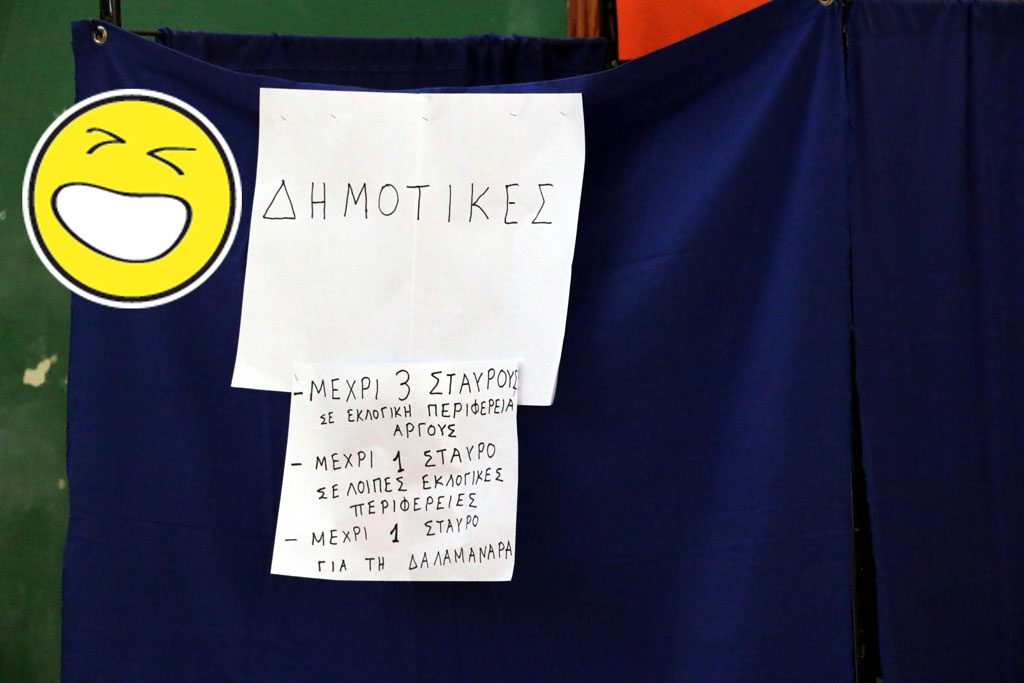 ΔΗΜΟΤΙΚΕΣ
- ΜΕΧΡΙ 3 ΣΤΑΥΡΟΥΣ
ΣΕ ΕΚΛΟΓΙΚΗ ΠΕΡΙΦΕΡΕΙΑ
ΑΡΓΟΥΣ
- ΜΕΧΡΙ 1 ΣΤΑΥΡΟ
ΣΕ ΛΟΙΠΕΣ ΕΚΛΟΓΙΚΕΣ
ΠΕΡΙΦΕΡΕΙΕΣ
- ΜΕΧΡΙ 1 ΣΤΑΥΡΟ
ΓΙΑ ΤΗ ΔΑΛΑΜΑΝΑΡΑ